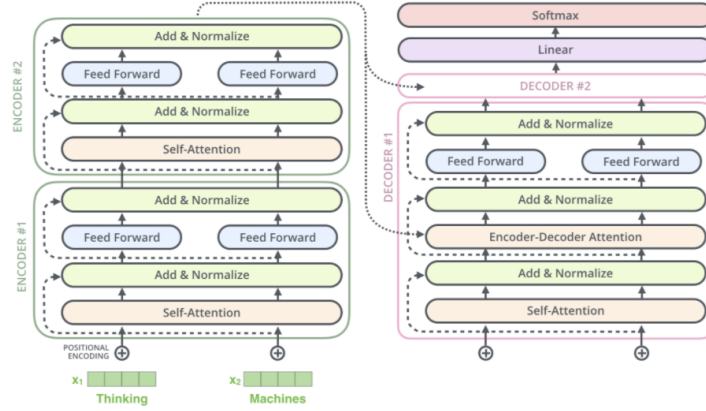 ENCODER #2
Add & Normalize
Feed Forward
Feed Forward
Add & Normalize
Self-Attention
ENCODER #1
Add & Normalize
Feed Forward
Feed Forward
Add & Normalize
Self-Attention
POSITIONAL
ENCODING
x₁
x₂
Thinking
Machines
Softmax
Linear
DECODER #2
DECODER #1
Add & Normalize
Feed Forward
Feed Forward
Add & Normalize
Encoder-Decoder Attention
Add & Normalize
Self-Attention